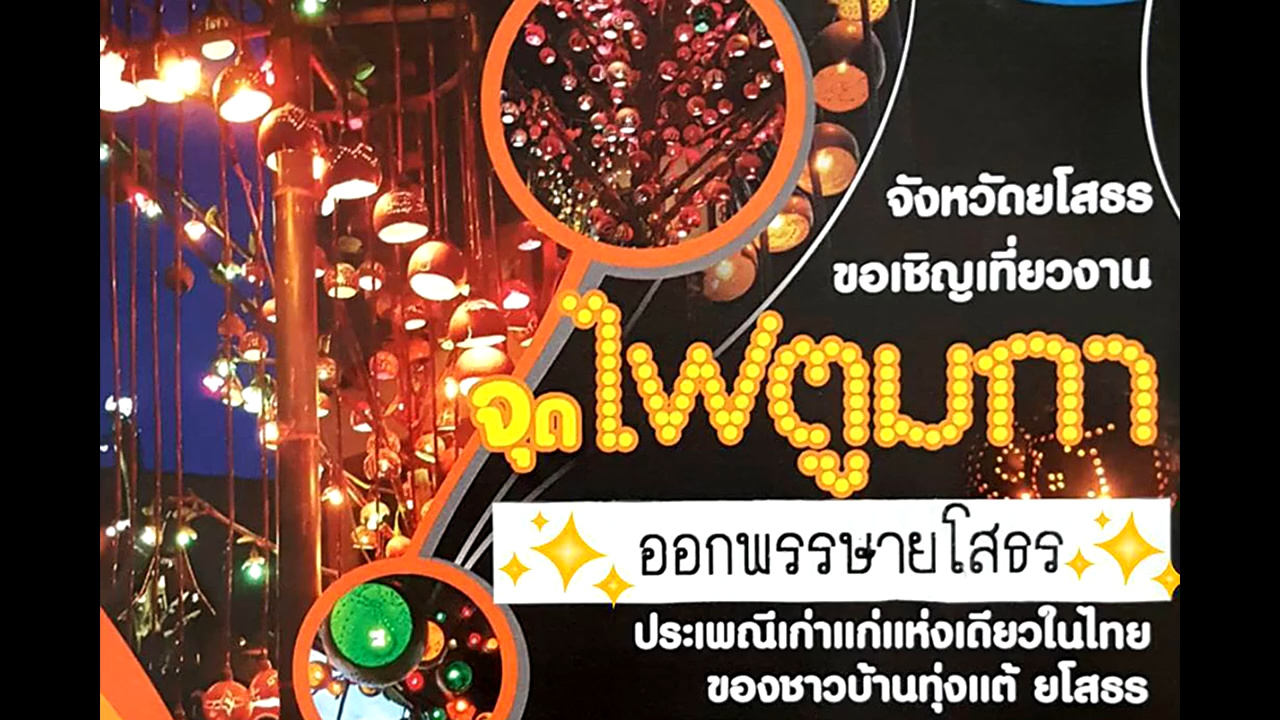 จังหวัดยโสธร
ขอเชิญเที่ยวงาน
จุดไฟตูมกา
ออกพรรษายโสธร
ประเพณีเก่าแก่แห่งเดียวในไทย
ของชาวบ้านทุ่งแต้ ยโสธร